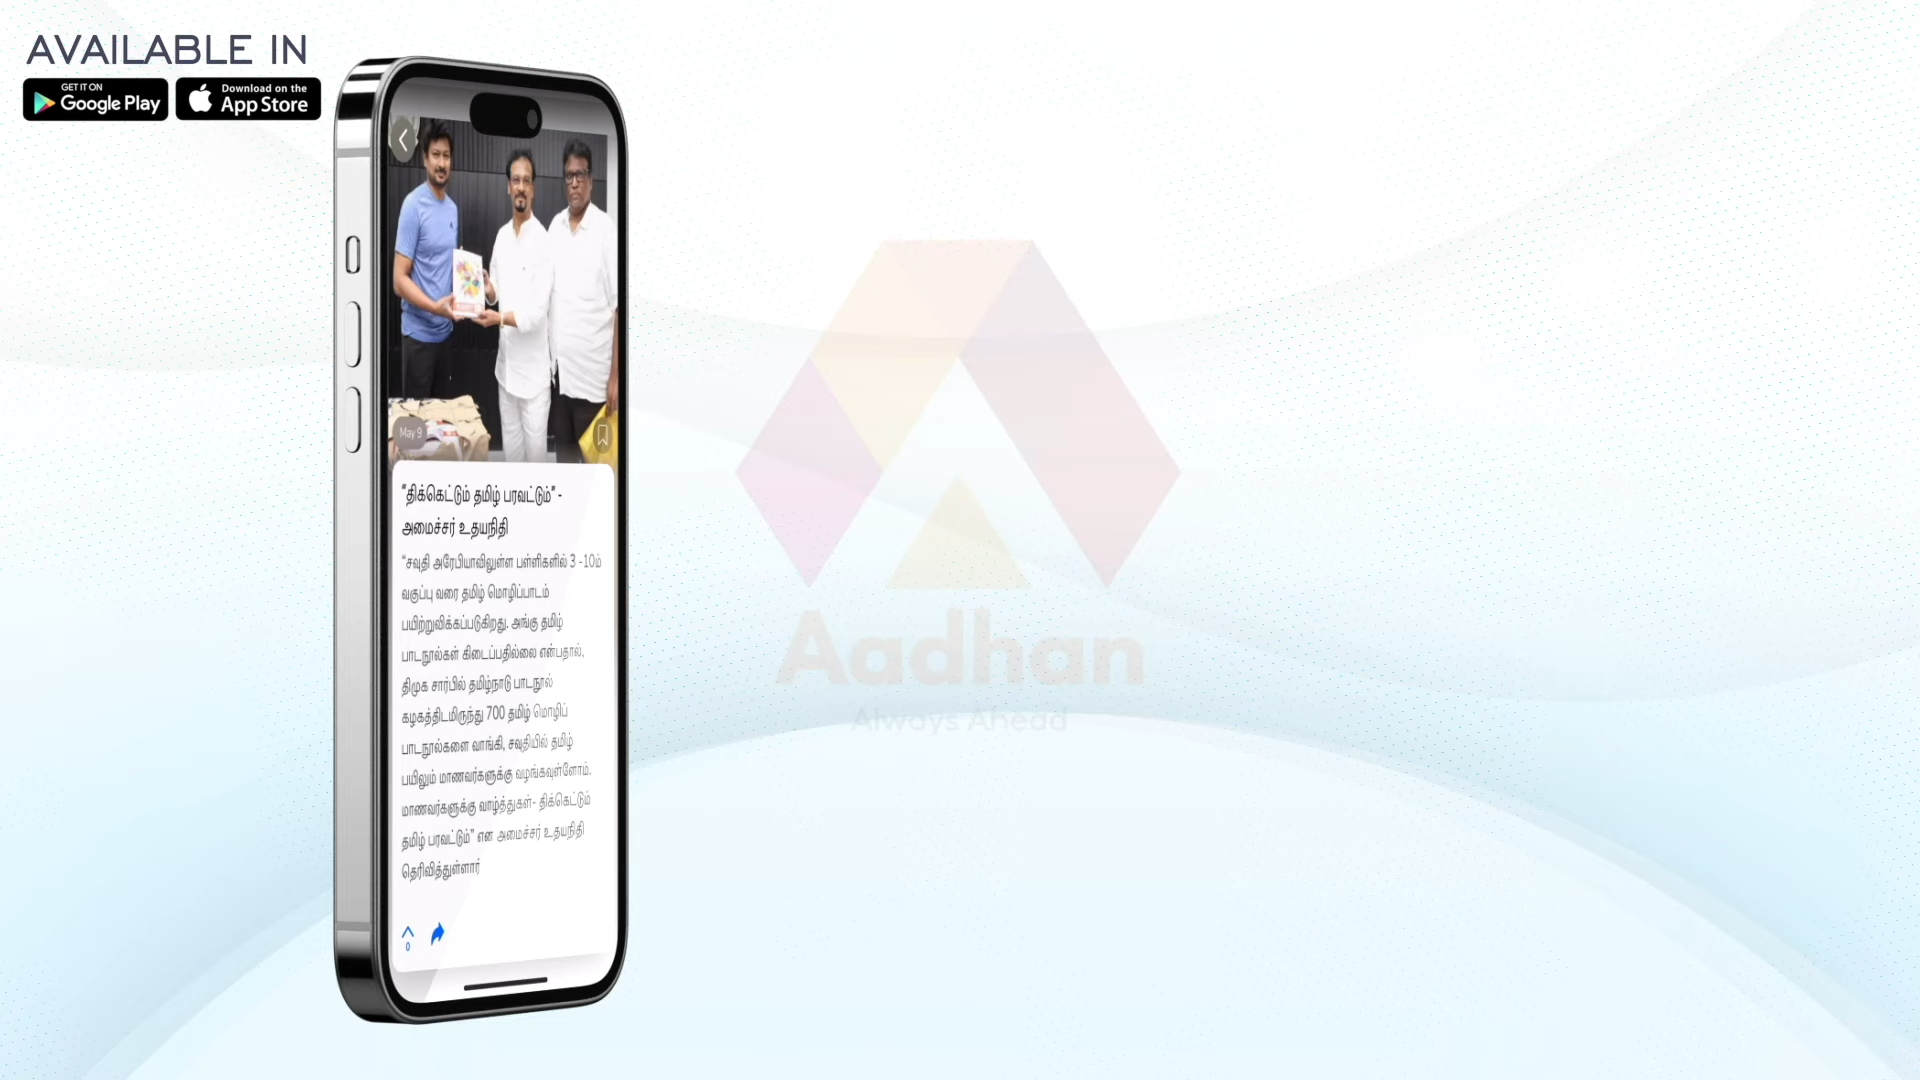 AVAILABLE IN
GET IT ON
Google Play
Download on the
App Store
May 9
“திக்கெட்டும் தமிழ் பரவட்டும்” -
அமைச்சர் உதயநிதி
“சவுதி அரேபியாவிலுள்ள பள்ளிகளில் 3 -10ம்
வகுப்பு வரை தமிழ் மொழிப்பாடம்
பயிற்றுவிக்கப்படுகிறது. அங்கு தமிழ்
பாடநூல்கள் கிடைப்பதில்லை என்பதால்,
திமுக சார்பில் தமிழ்நாடு பாடநூல்
கழகத்திடமிருந்து 700 தமிழ் மொழிப்
பாடநூல்களை வாங்கி, சவுதியில் தமிழ்
பயிலும் மாணவர்களுக்கு வழங்கவுள்ளோம்.
மாணவர்களுக்கு வாழ்த்துகள்- திக்கெட்டும்
தமிழ் பரவட்டும்” என அமைச்சர் உதயநிதி
தெரிவித்துள்ளார்
0
Aadhan
Always Ahead